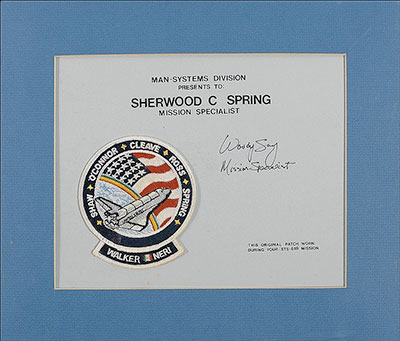 MAN-SYSTEMS DIVISION
PRESENTS TO:
SHERWOOD C SPRING
MISSION SPECIALIST
Woody Spring
Mission Specialist
SHAW O'CONNOR CLEAVE ROSS SPRING
WALKER NERI
THIS ORIGINAL PATCH WORN
DURING YOUR STS-61B MISSION